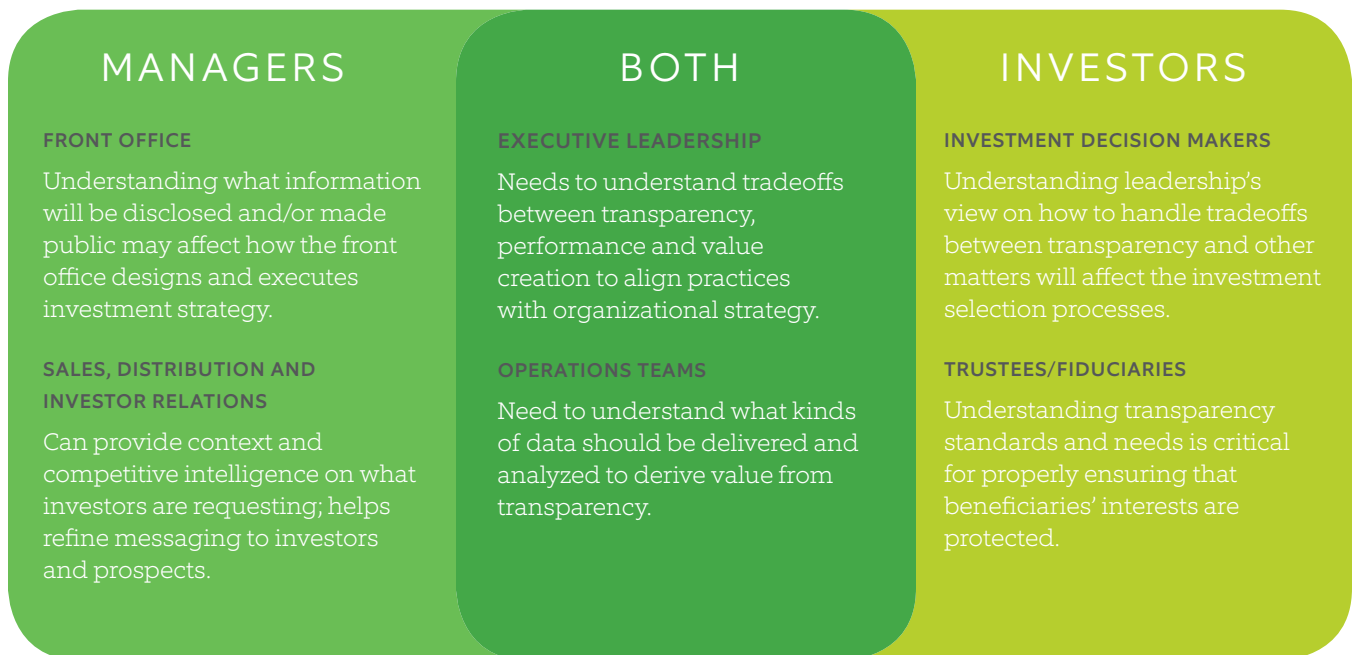 MANAGERS
FRONT OFFICE
Understanding what information
will be disclosed and/or made
public may affect how the front
office designs and executes
investment strategy.
SALES, DISTRIBUTION AND
INVESTOR RELATIONS
Can provide context and
competitive intelligence on what
investors are requesting; helps
refine messaging to investors
and prospects.
BOTH
EXECUTIVE LEADERSHIP
Needs to understand tradeoffs
between transparency,
performance and value
creation to align practices
with organizational strategy.
OPERATIONS TEAMS
Need to understand what kinds
of data should be delivered and
analyzed to derive value from
transparency.
INVESTORS
INVESTMENT DECISION MAKERS
Understanding leadership’s
view on how to handle tradeoffs
between transparency and other
matters will affect the investment
selection processes.
TRUSTEES/FIDUCIARIES
Understanding transparency
standards and needs is critical
for properly ensuring that
beneficiaries’ interests are
protected.